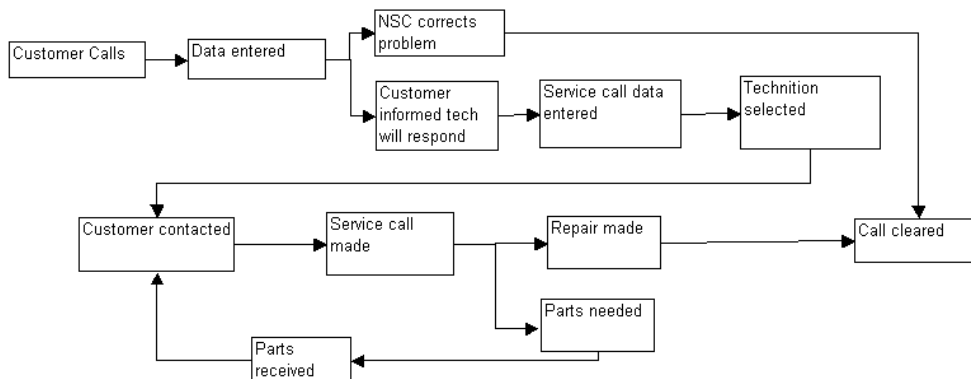 NSC corrects
problem
Customer Calls
Data entered
Customer
informed tech
will respond
Service call data
entered
Technition
selected
Customer contacted
Service call
made
Repair made
Call cleared
Parts needed
Parts
received